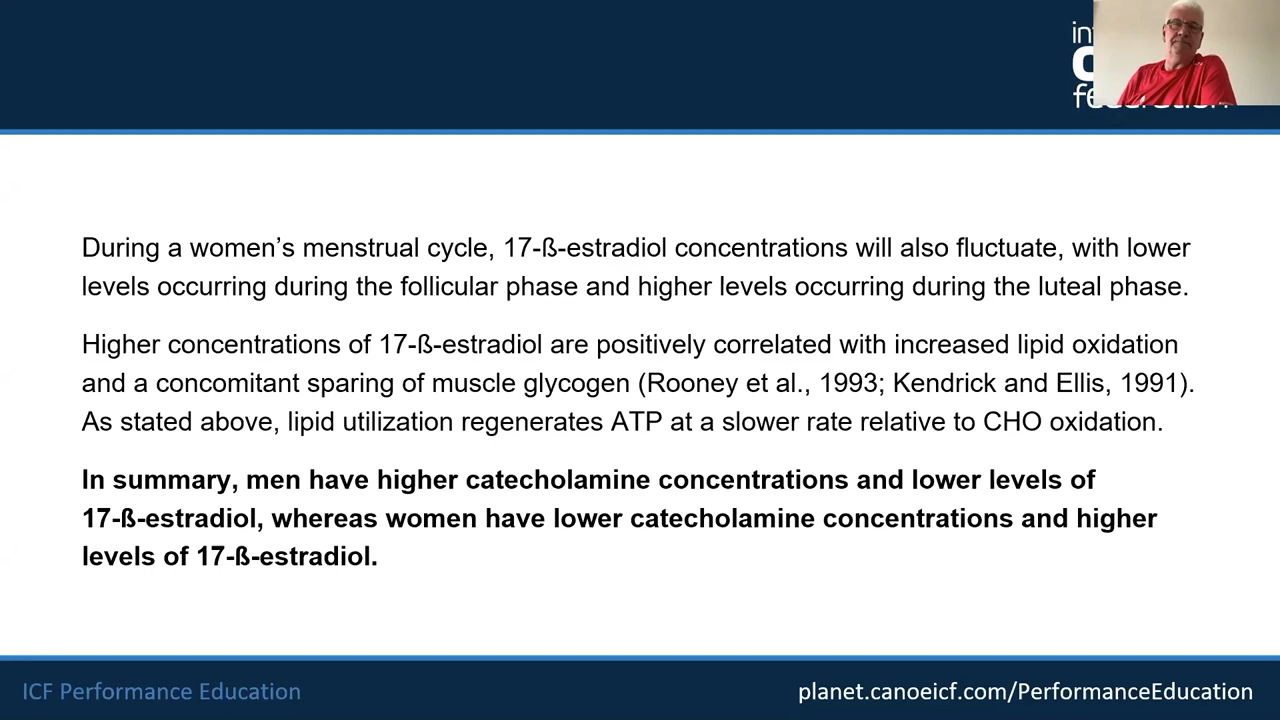 During a women’s menstrual cycle, 17-ß-estradiol concentrations will also fluctuate, with lower
levels occurring during the follicular phase and higher levels occurring during the luteal phase.
Higher concentrations of 17-ß-estradiol are positively correlated with increased lipid oxidation
and a concomitant sparing of muscle glycogen (Rooney et al., 1993; Kendrick and Ellis, 1991).
As stated above, lipid utilization regenerates ATP at a slower rate relative to CHO oxidation.
In summary, men have higher catecholamine concentrations and lower levels of
17-ß-estradiol, whereas women have lower catecholamine concentrations and higher
levels of 17-ß-estradiol.
ICF Performance Education
planet.canoeicf.com/PerformanceEducation